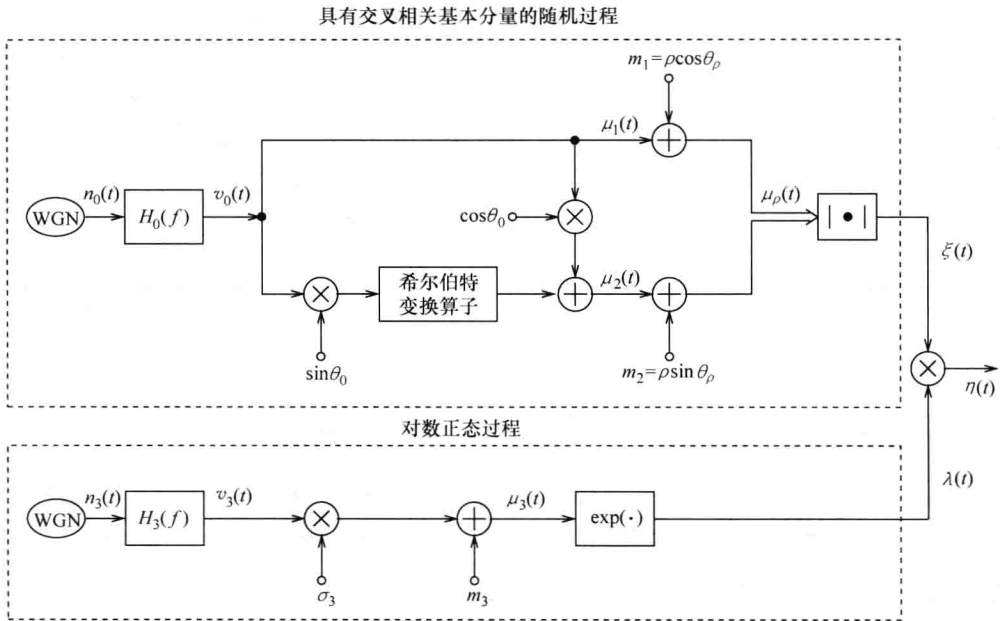 具有交叉相关基本分量的随机过程
m₁=ρcosθ_ρ
μ₁(t)
n₀(t)
v₀(t)
WGN
H₀(f)
cosθ₀
×
μ_ρ(t)
|•|
ξ(t)
希尔伯特
变换算子
μ₂(t)
sinθ₀
m₂=ρsinθ_ρ
η(t)
对数正态过程
λ(t)
n₃(t)
v₃(t)
μ₃(t)
WGN
H₃(f)
exp(·)
σ₃
m₃